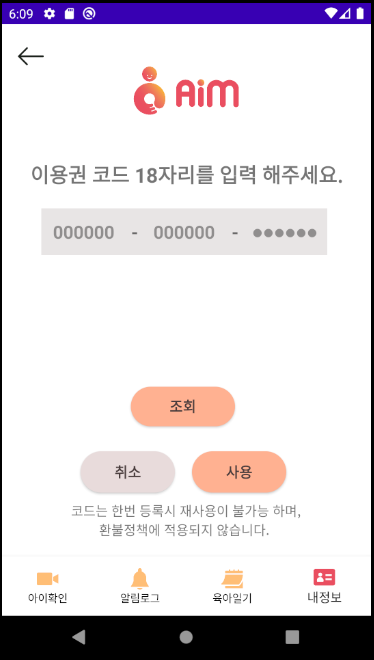 6:09
AiM
이용권 코드 18자리를 입력 해주세요.
000000 - 000000 - ●●●●●●
조회
취소 사용
코드는 한번 등록시 재사용이 불가능 하며,
환불정책에 적용되지 않습니다.
아이확인 알림로그 육아일기 내정보